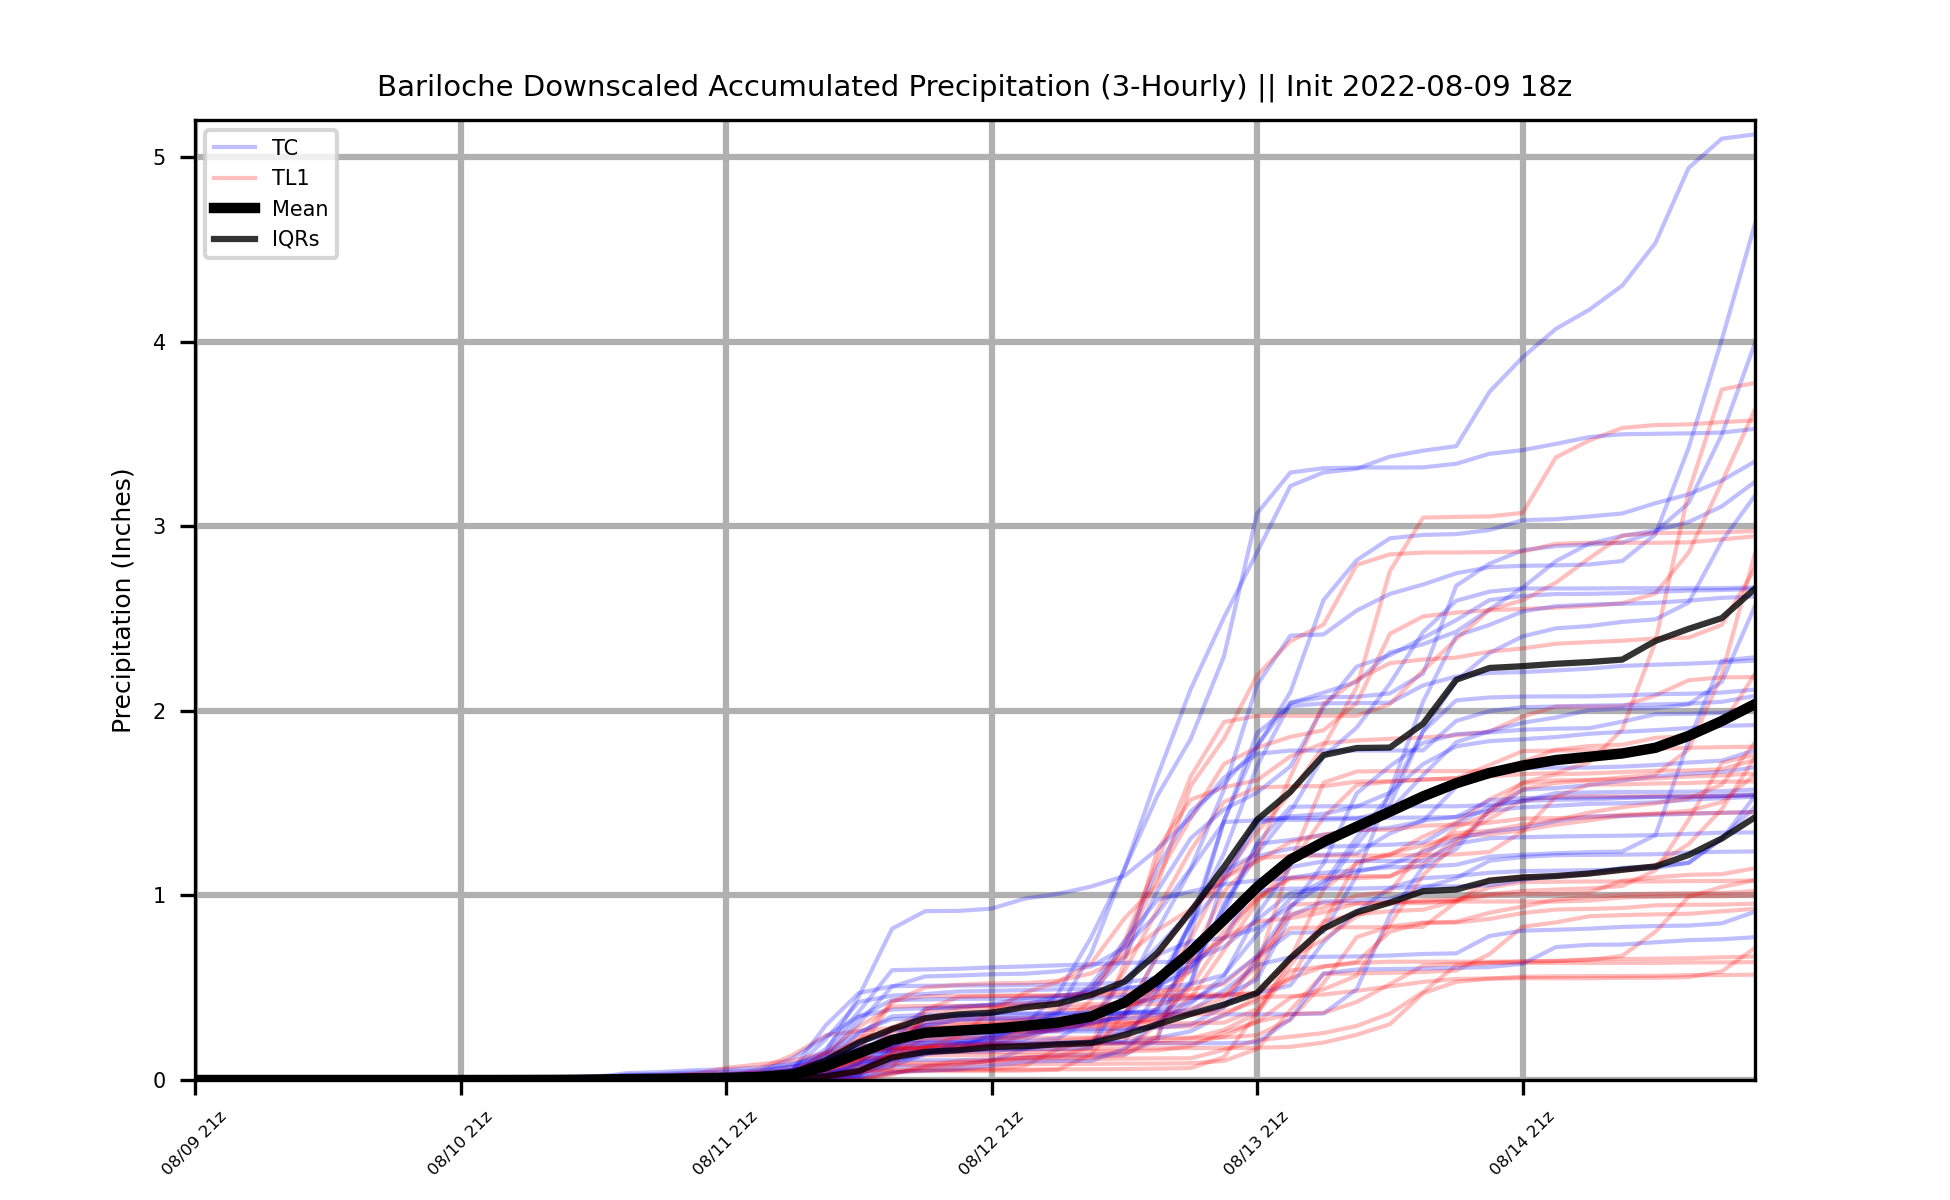 Bariloche Downscaled Accumulated Precipitation (3-Hourly) || Init 2022-08-09 18z
TC
TL1
Mean
IQRs
Precipitation (Inches)
5
4
3
2
1
0
08/09 21z
08/10 21z
08/11 21z
08/12 21z
08/13 21z
08/14 21z